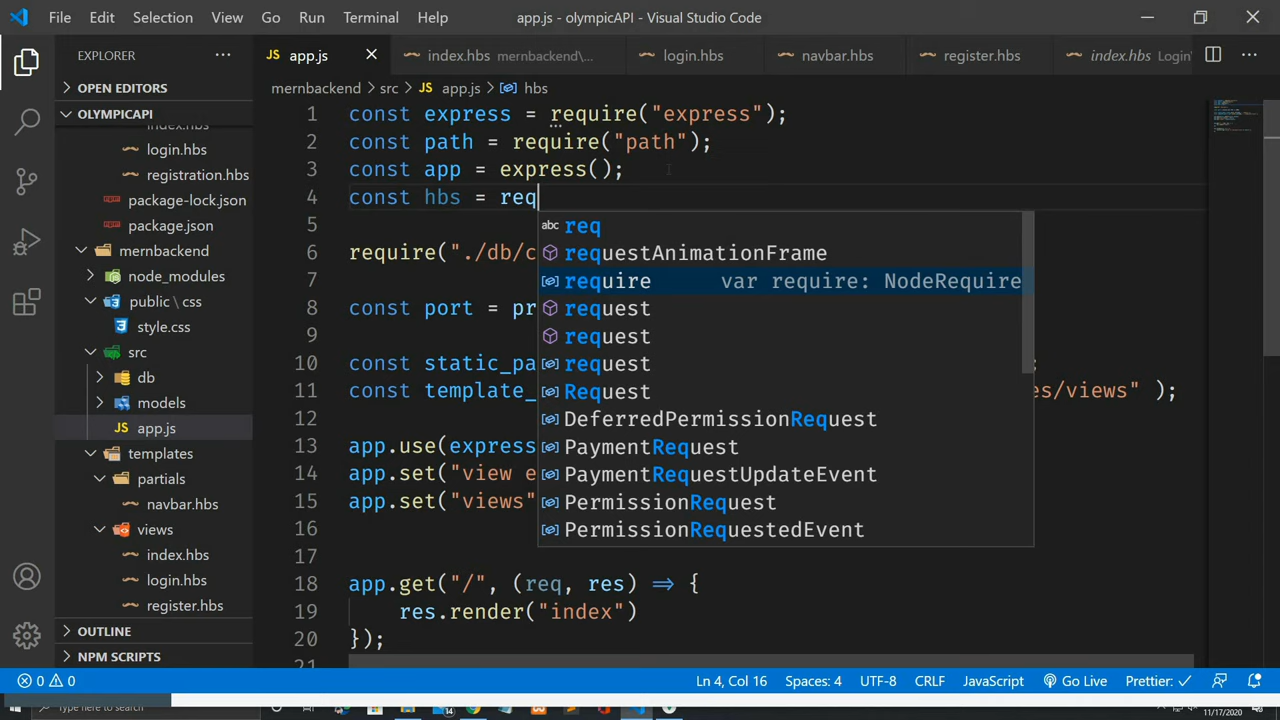 File Edit Selection View Go Run Terminal Help
app.js - olympicAPI - Visual Studio Code
EXPLORER ...
OPEN EDITORS
OLYMPICAPI
index.hbs
login.hbs
registration.hbs
package-lock.json
package.json
mernbackend
node_modules
public \ css
style.css
src
db
models
JS app.js
templates
partials
navbar.hbs
views
index.hbs
login.hbs
register.hbs
OUTLINE
NPM SCRIPTS
JS app.js index.hbs mernbackend\... login.hbs navbar.hbs register.hbs index.hbs Login\ ...
mernbackend > src > JS app.js > hbs
1 const express = require("express");
2 const path = require("path");
3 const app = express();
4 const hbs = req
5
6 require("./db/c
7
8 const port = pr
9
10 const static_pa ;
11 const template_ es/views" );
12
13 app.use(express
14 app.set("view e
15 app.set("views"
16
17
18 app.get("/", (req, res) => {
19 res.render("index")
20 });
21
abc req
requestAnimationFrame
require var require: NodeRequire
request
request
request
Request
DeferredPermissionRequest
PaymentRequest
PaymentRequestUpdateEvent
PermissionRequest
PermissionRequestedEvent
0 0 Ln 4, Col 16 Spaces: 4 UTF-8 CRLF JavaScript Go Live Prettier: ✓
here to search
11/17/2020